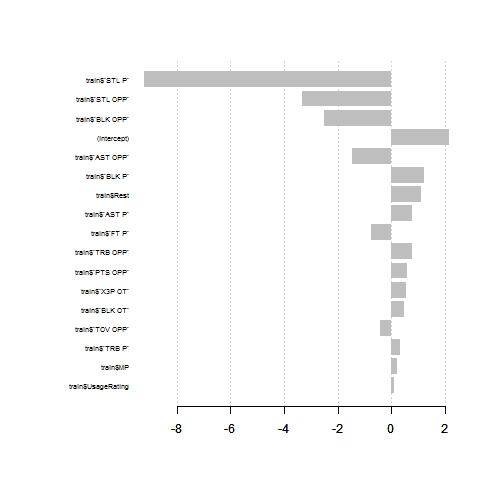 train$`STL P`
train$`STL OPP`
train$`BLK OPP`
(Intercept)
train$`AST OPP`
train$`BLK P`
train$Rest
train$`AST P`
train$`FT P`
train$`TRB OPP`
train$`PTS OPP`
train$`X3P OT`
train$`BLK OT`
train$`TOV OPP`
train$`TRB P`
train$MP
train$UsageRating
-8 -6 -4 -2 0 2